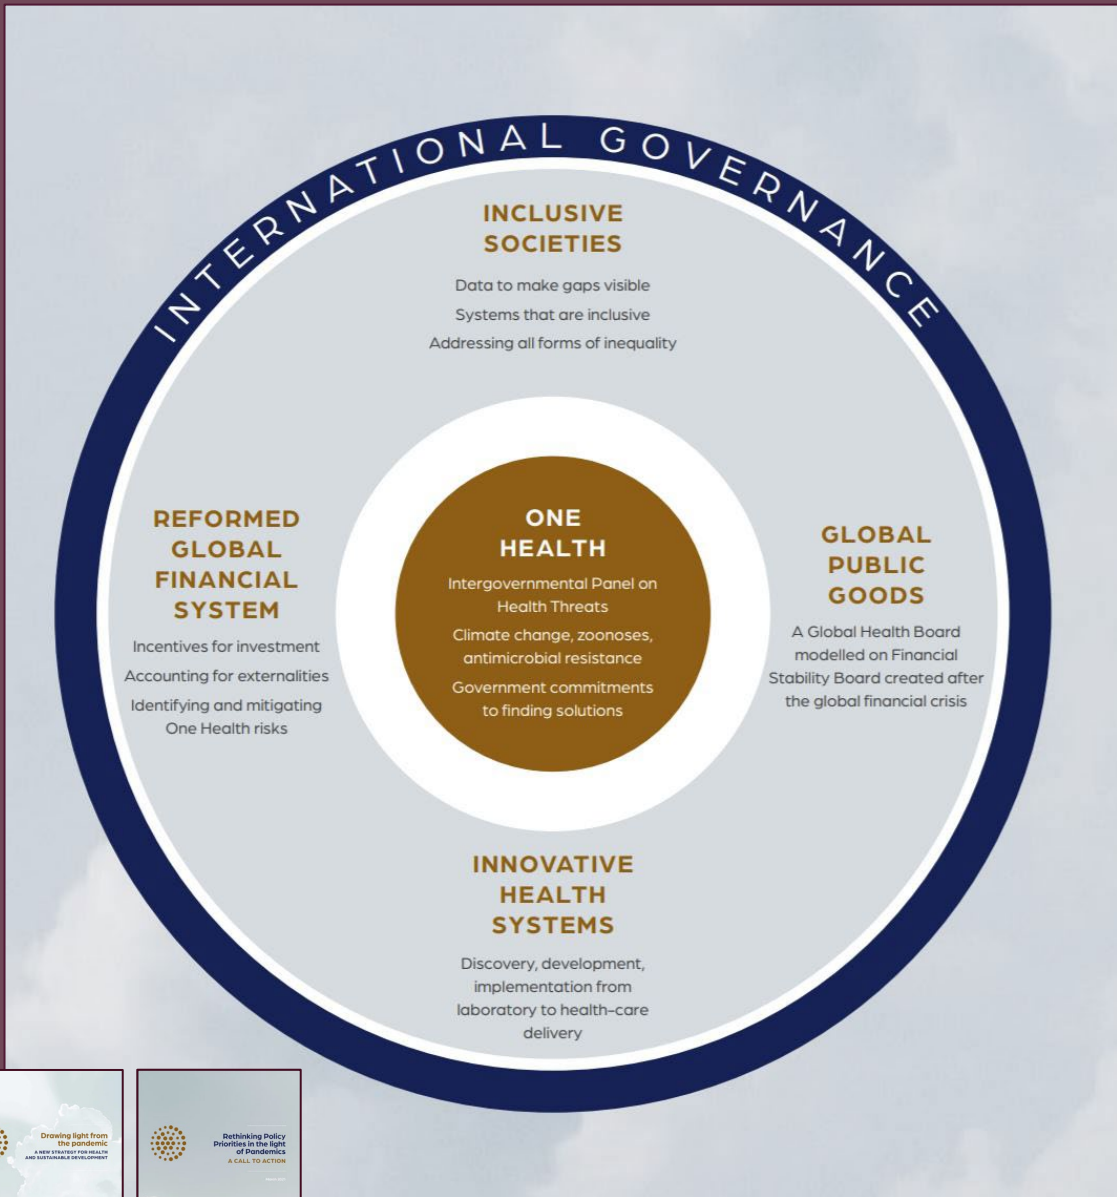 INTERNATIONAL GOVERNANCE
INCLUSIVE
SOCIETIES
Data to make gaps visible
Systems that are inclusive
Addressing all forms of inequality
REFORMED
GLOBAL
FINANCIAL
SYSTEM
Incentives for investment
Accounting for externalities
Identifying and mitigating
One Health risks
ONE
HEALTH
Intergovernmental Panel on
Health Threats
Climate change, zoonoses,
antimicrobial resistance
Government commitments
to finding solutions
GLOBAL
PUBLIC
GOODS
A Global Health Board
modelled on Financial
Stability Board created after
the global financial crisis
INNOVATIVE
HEALTH
SYSTEMS
Discovery, development,
implementation from
laboratory to health-care
delivery
Drawing light from
the pandemic
A NEW STRATEGY FOR HEALTH
AND SUSTAINABLE DEVELOPMENT
Rethinking Policy
Priorities in the light
of Pandemics
A CALL TO ACTION